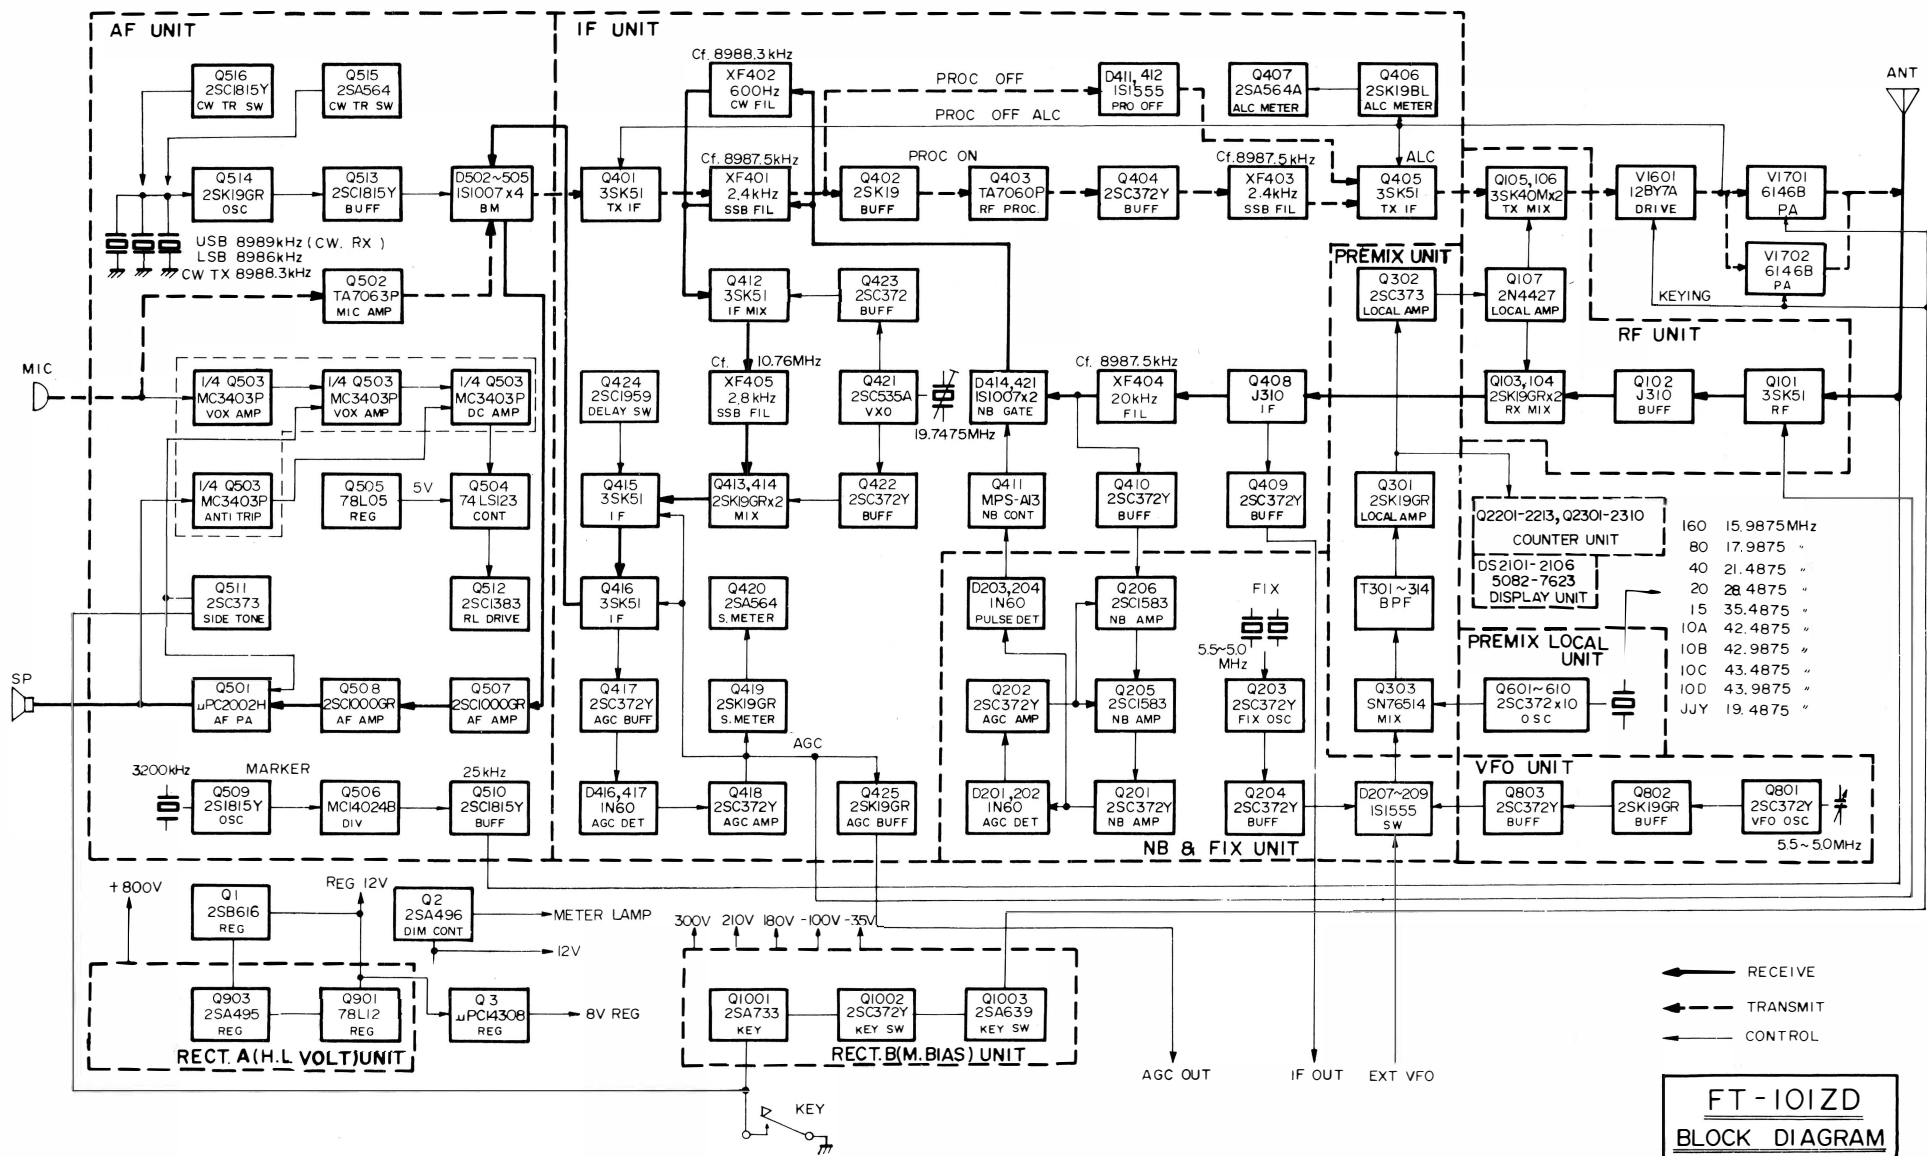 AF UNIT
IF UNIT
Q516
2SC1815Y
CW TR SW
Q515
2SA564
CW TR SW
Cf. 8988.3kHz
XF402
600Hz
CW FIL
PROC OFF
D411, 412
1S1555
PRO OFF
Q407
2SA564A
ALC METER
Q406
2SK19BL
ALC METER
ANT
PROC OFF ALC
Q514
2SK19GR
OSC
Q513
2SC1815Y
BUFF
D502~505
1S1007 x4
BM
Q401
3SK51
TX IF
Cf. 8987.5kHz
XF401
2.4kHz
SSB FIL
PROC ON
Q402
2SK19
BUFF
Q403
TA7060P
RF PROC.
Q404
2SC372Y
BUFF
Cf.8987.5kHz
XF403
2.4kHz
SSB FIL
ALC
Q405
3SK51
TX IF
Q105,106
3SK40Mx2
TX MIX
V1601
12BY7A
DRIVE
V1701
6146B
PA
USB 8989kHz (CW. RX )
LSB 8986kHz
CW TX 8988.3kHz
Q502
TA7063P
MIC AMP
Q412
3SK51
IF MIX
Q423
2SC372
BUFF
PREMIX UNIT
Q302
2SC373
LOCAL AMP
Q107
2N4427
LOCAL AMP
KEYING
V1702
6146B
PA
RF UNIT
MIC
1/4 Q503
MC3403P
VOX AMP
1/4 Q503
MC3403P
VOX AMP
1/4 Q503
MC3403P
DC AMP
Q424
2SC1959
DELAY SW
Cf. 10.76MHz
XF405
2.8kHz
SSB FIL
Q421
2SC535A
VXO
19.7475MHz
D414,421
1S1007x2
NB GATE
Cf. 8987.5kHz
XF404
20kHz
FIL
Q408
J310
IF
Q103,104
2SK19GRx2
RX MIX
Q102
J310
BUFF
Q101
3SK51
RF
1/4 Q503
MC3403P
ANTI TRIP
Q505
78L05
REG
5V
Q504
74LS123
CONT
Q415
3SK51
IF
Q413,414
2SK19GRx2
MIX
Q422
2SC372Y
BUFF
Q411
MPS-A13
NB CONT
Q410
2SC372Y
BUFF
Q409
2SC372Y
BUFF
Q301
2SK19GR
LOCAL AMP
Q2201-2213, Q2301-2310
COUNTER UNIT
DS2101-2106
5082-7623
DISPLAY UNIT
160 15.9875MHz
80 17.9875 "
40 21.4875 "
20 28.4875 "
15 35.4875 "
10A 42.4875 "
10B 42.9875 "
10C 43.4875 "
10D 43.9875 "
JJY 19.4875 "
Q511
2SC373
SIDE TONE
Q512
2SC1383
RL DRIVE
Q416
3SK51
IF
Q420
2SA564
S.METER
D203,204
1N60
PULSE DET
Q206
2SC1583
NB AMP
FIX
5.5~5.0
MHz
T301~314
BPF
PREMIX LOCAL
UNIT
SP
Q501
µPC2002H
AF PA
Q508
2SC1000GR
AF AMP
Q507
2SC1000GR
AF AMP
Q417
2SC372Y
AGC BUFF
Q419
2SK19GR
S.METER
AGC
Q202
2SC372Y
AGC AMP
Q205
2SC1583
NB AMP
Q203
2SC372Y
FIX OSC
Q303
SN76514
MIX
Q601~610
2SC372x10
OSC
3200kHz
MARKER
Q509
2S1815Y
OSC
Q506
MC14024B
DIV
25kHz
Q510
2SC1815Y
BUFF
D416,417
1N60
AGC DET
Q418
2SC372Y
AGC AMP
Q425
2SK19GR
AGC BUFF
D201,202
1N60
AGC DET
Q201
2SC372Y
NB AMP
Q204
2SC372Y
BUFF
D207~209
1S1555
SW
VFO UNIT
Q803
2SC372Y
BUFF
Q802
2SK19GR
BUFF
Q801
2SC372Y
VFO OSC
5.5~5.0MHz
NB & FIX UNIT
+800V
Q1
2SB616
REG
REG 12V
Q2
2SA496
DIM CONT
METER LAMP
12V
300V 210V 180V -100V -35V
Q903
2SA495
REG
Q901
78L12
REG
Q3
µPC14308
REG
8V REG
RECT. A(H.L VOLT)UNIT
Q1001
2SA733
KEY
Q1002
2SC372Y
KEY SW
Q1003
2SA639
KEY SW
RECT.B(M.BIAS) UNIT
AGC OUT
IF OUT
EXT VFO
KEY
RECEIVE
TRANSMIT
CONTROL
FT-101ZD
BLOCK DIAGRAM